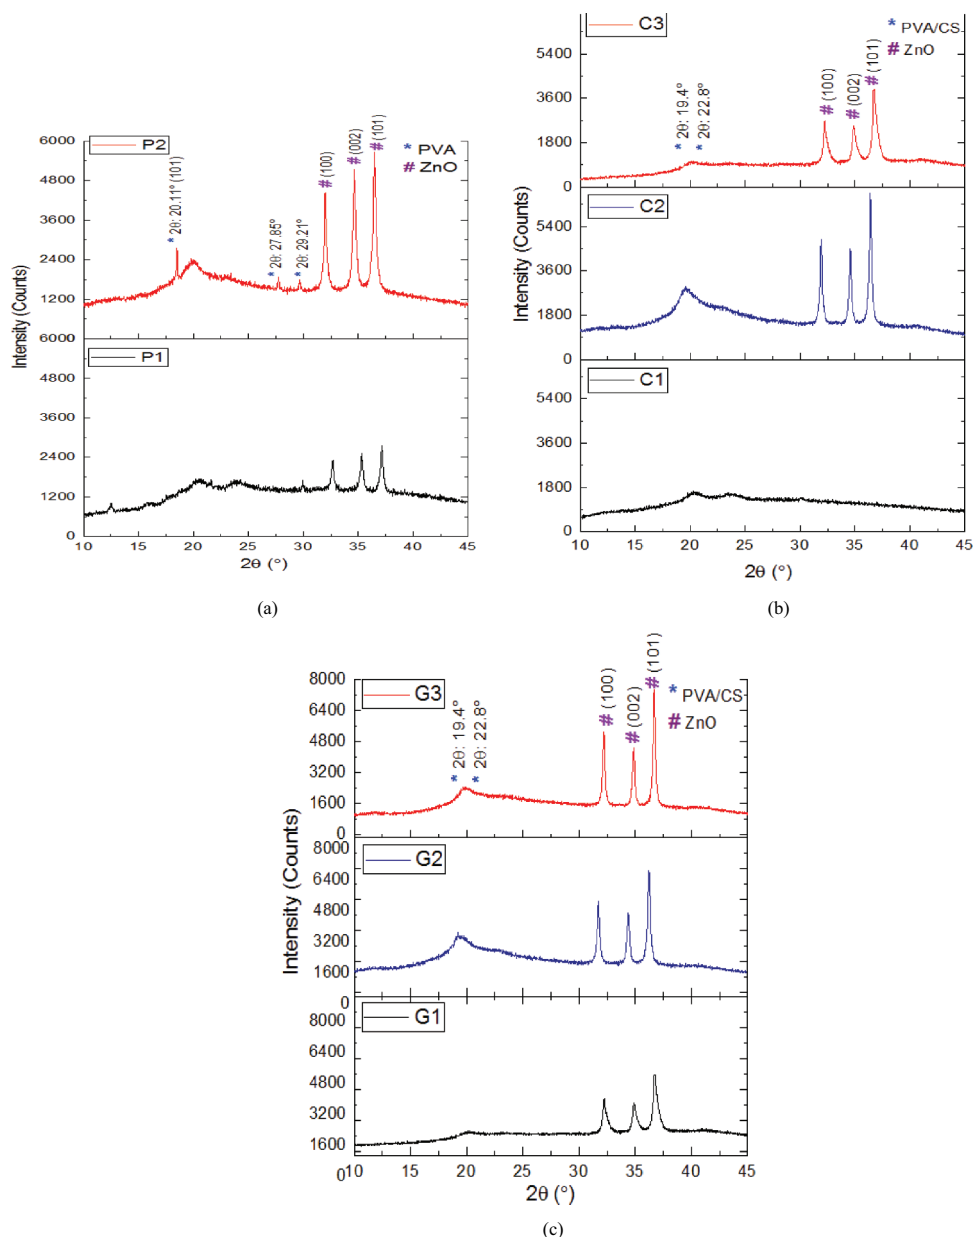 P2
* PVA
# ZnO
* 2θ: 20.11º (101)
* 2θ: 27.85º
* 2θ: 29.21º
# (100)
# (002)
# (101)
6000
4800
3600
2400
1200
6000
P1
4800
3600
2400
1200
0
Intensity (Counts)
10 15 20 25 30 35 40 45
2θ (°)
(a)
C3
* PVA/CS
# ZnO
* 2θ: 19.4°
* 2θ: 22.8°
# (100)
# (002)
# (101)
5400
3600
1800
0
C2
5400
3600
1800
0
C1
5400
3600
1800
0
Intensity (Counts)
10 15 20 25 30 35 40 45
2θ (°)
(b)
G3
* PVA/CS
# ZnO
* 2θ: 19.4º
* 2θ: 22.8º
# (100)
# (002)
# (101)
8000
6400
4800
3200
1600
0
G2
8000
6400
4800
3200
1600
0
G1
8000
6400
4800
3200
1600
0
Intensity (Counts)
10 15 20 25 30 35 40 45
2θ (°)
(c)